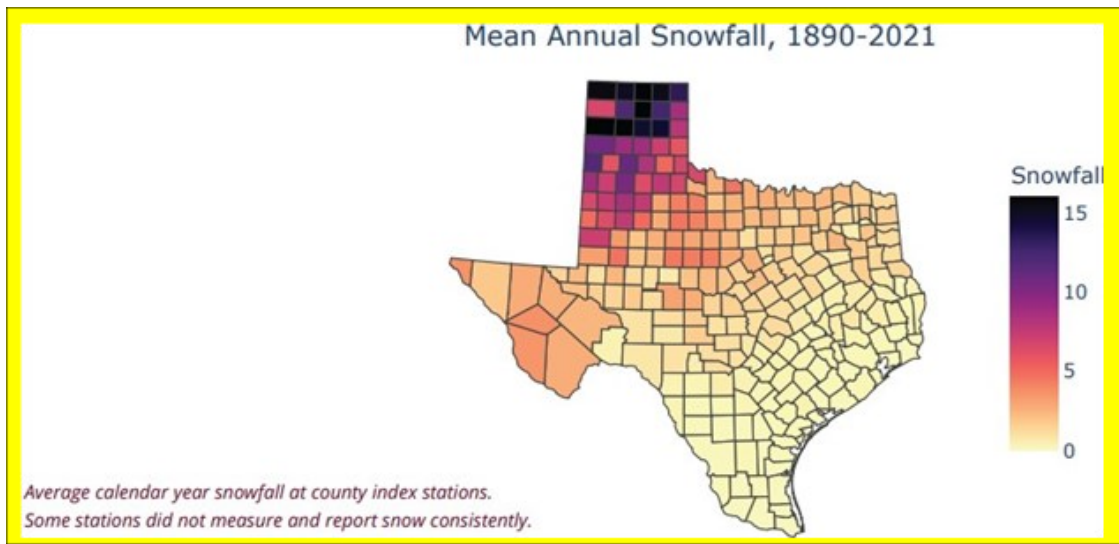 Mean Annual Snowfall, 1890-2021
Snowfall
15
10
5
0
Average calendar year snowfall at county index stations.
Some stations did not measure and report snow consistently.